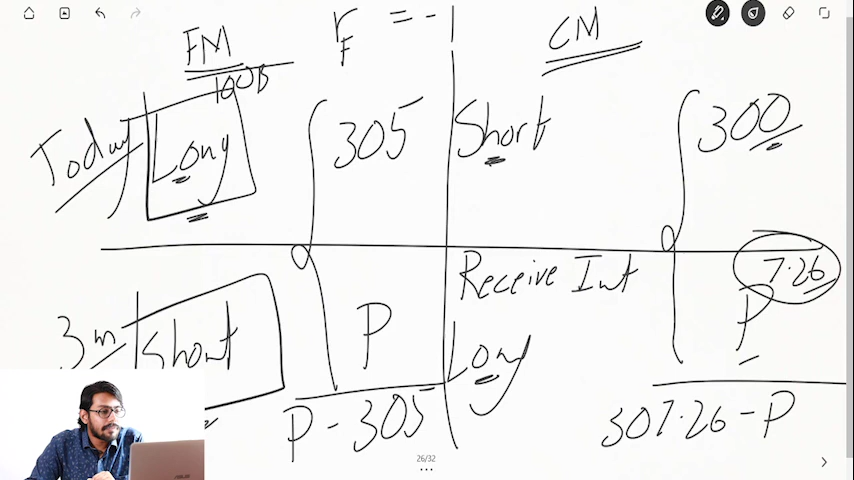 FM
r = -1
F
CM
100B
Today
Long
305
Short
300
Receive Int
7.26
3m
Short
P
Long
P
P - 305
307.26 - P
26/32